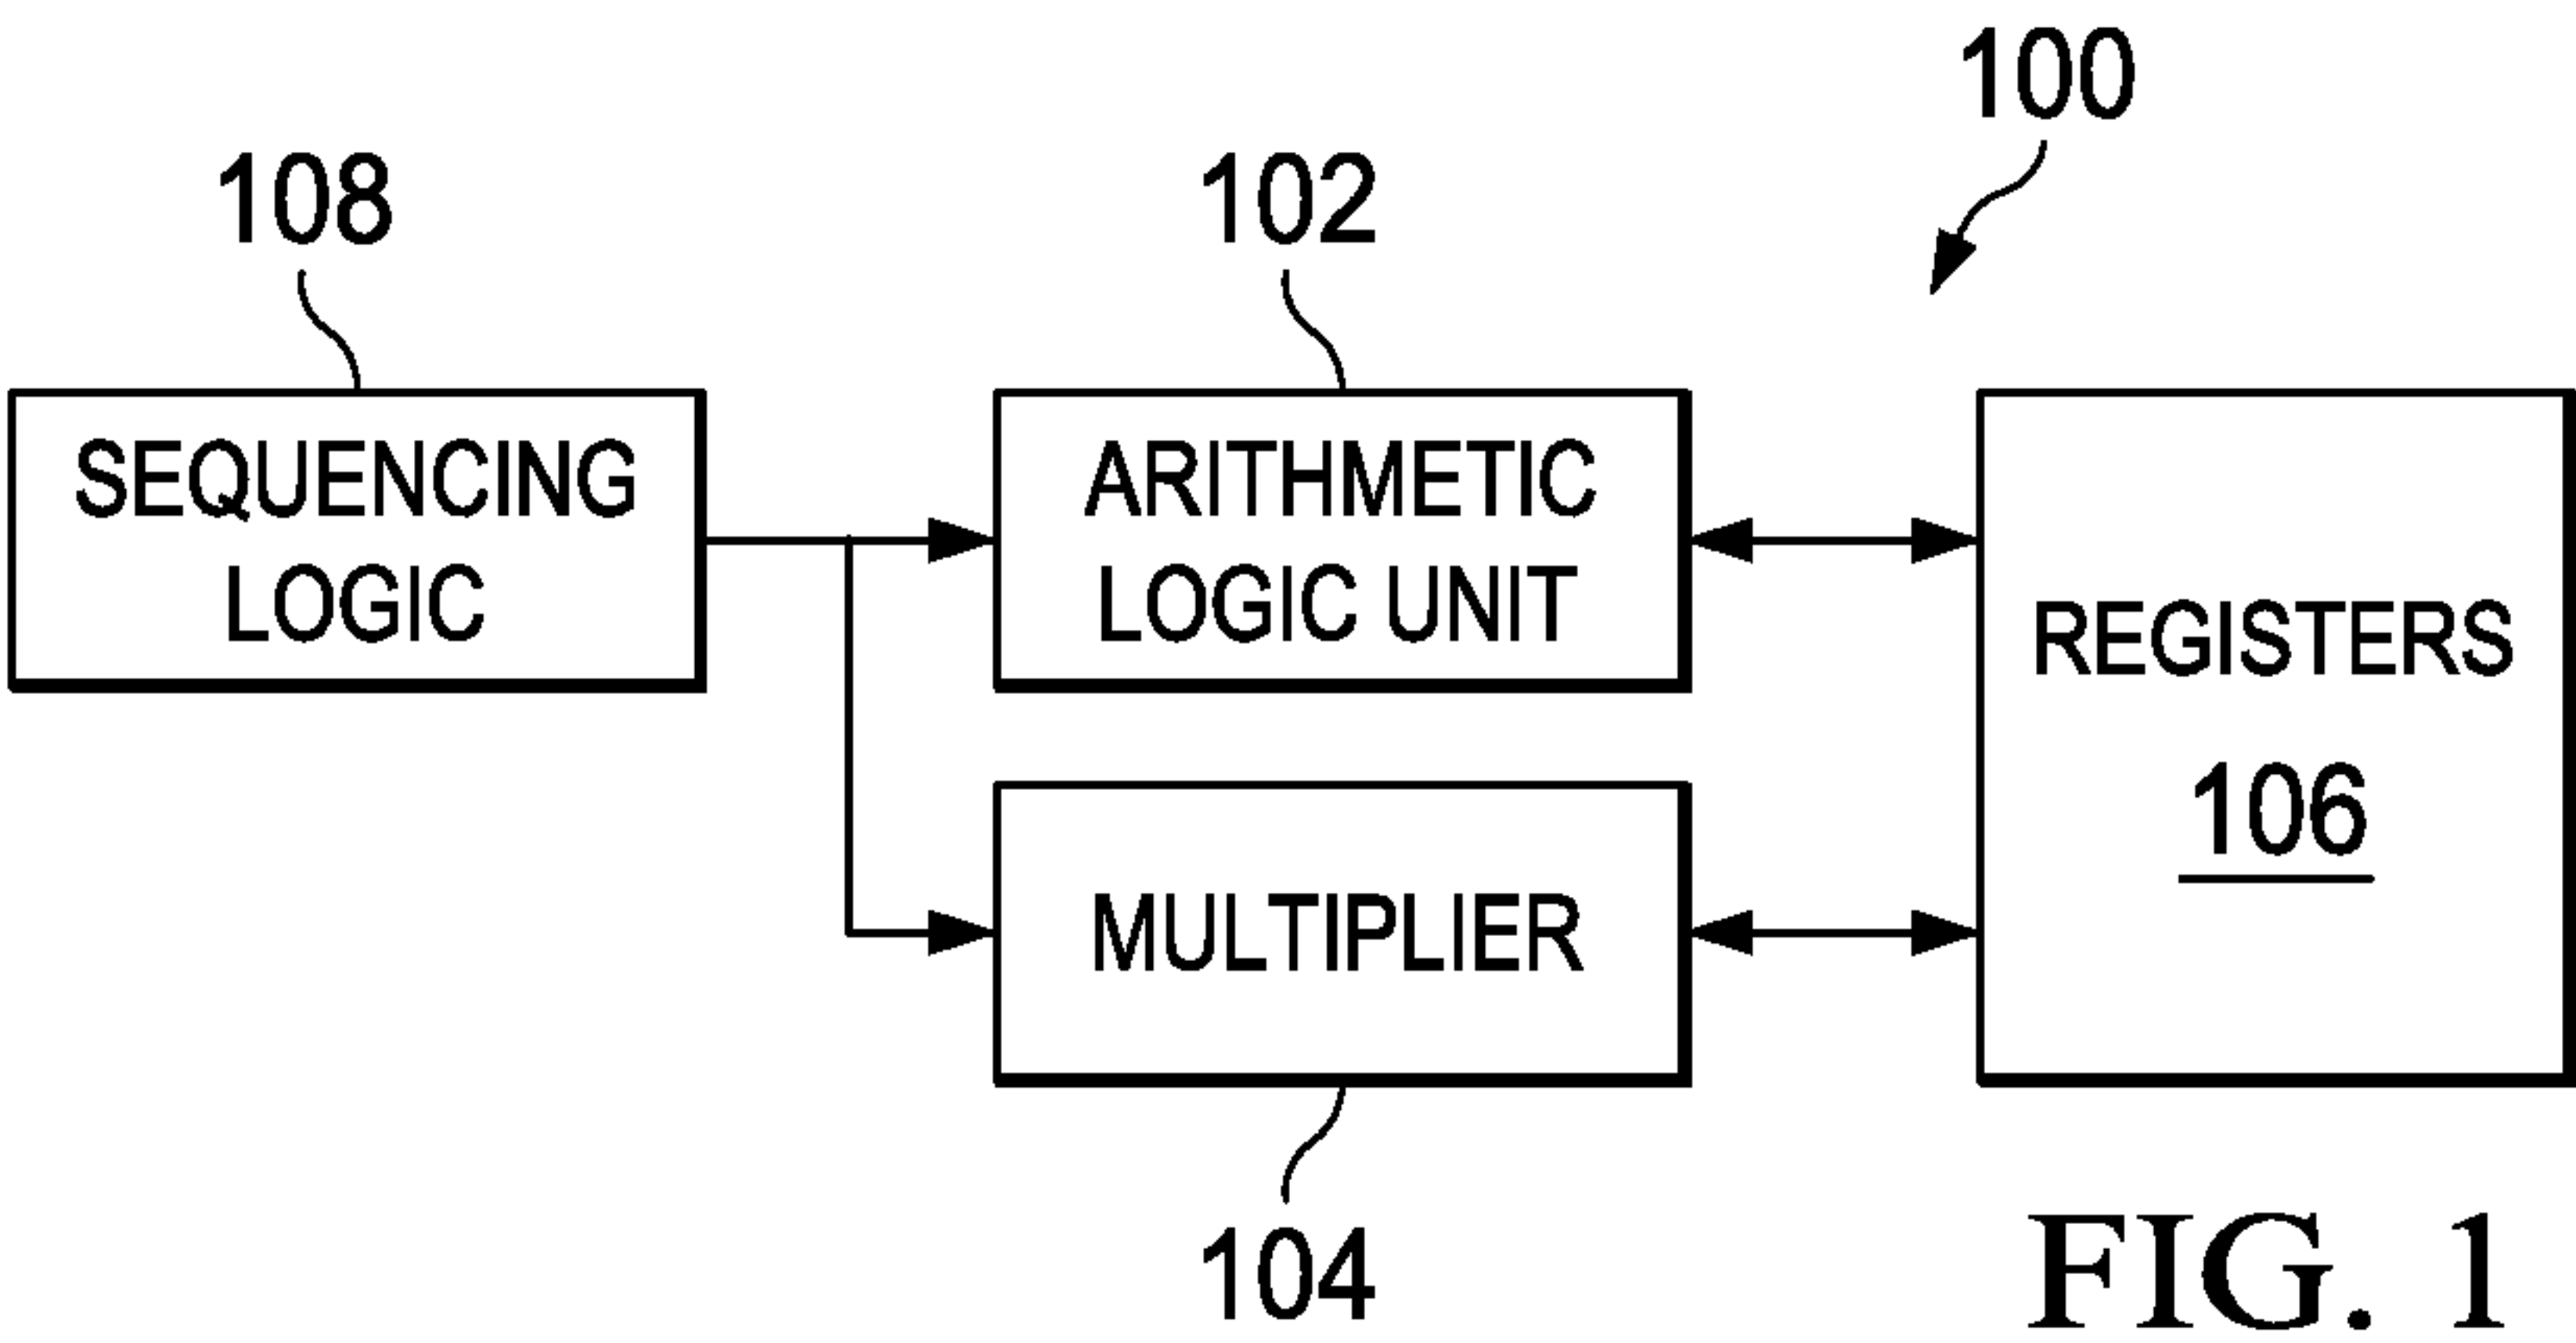 100
108
102
SEQUENCING
LOGIC
ARITHMETIC
LOGIC UNIT
REGISTERS
106
MULTIPLIER
104
FIG. 1